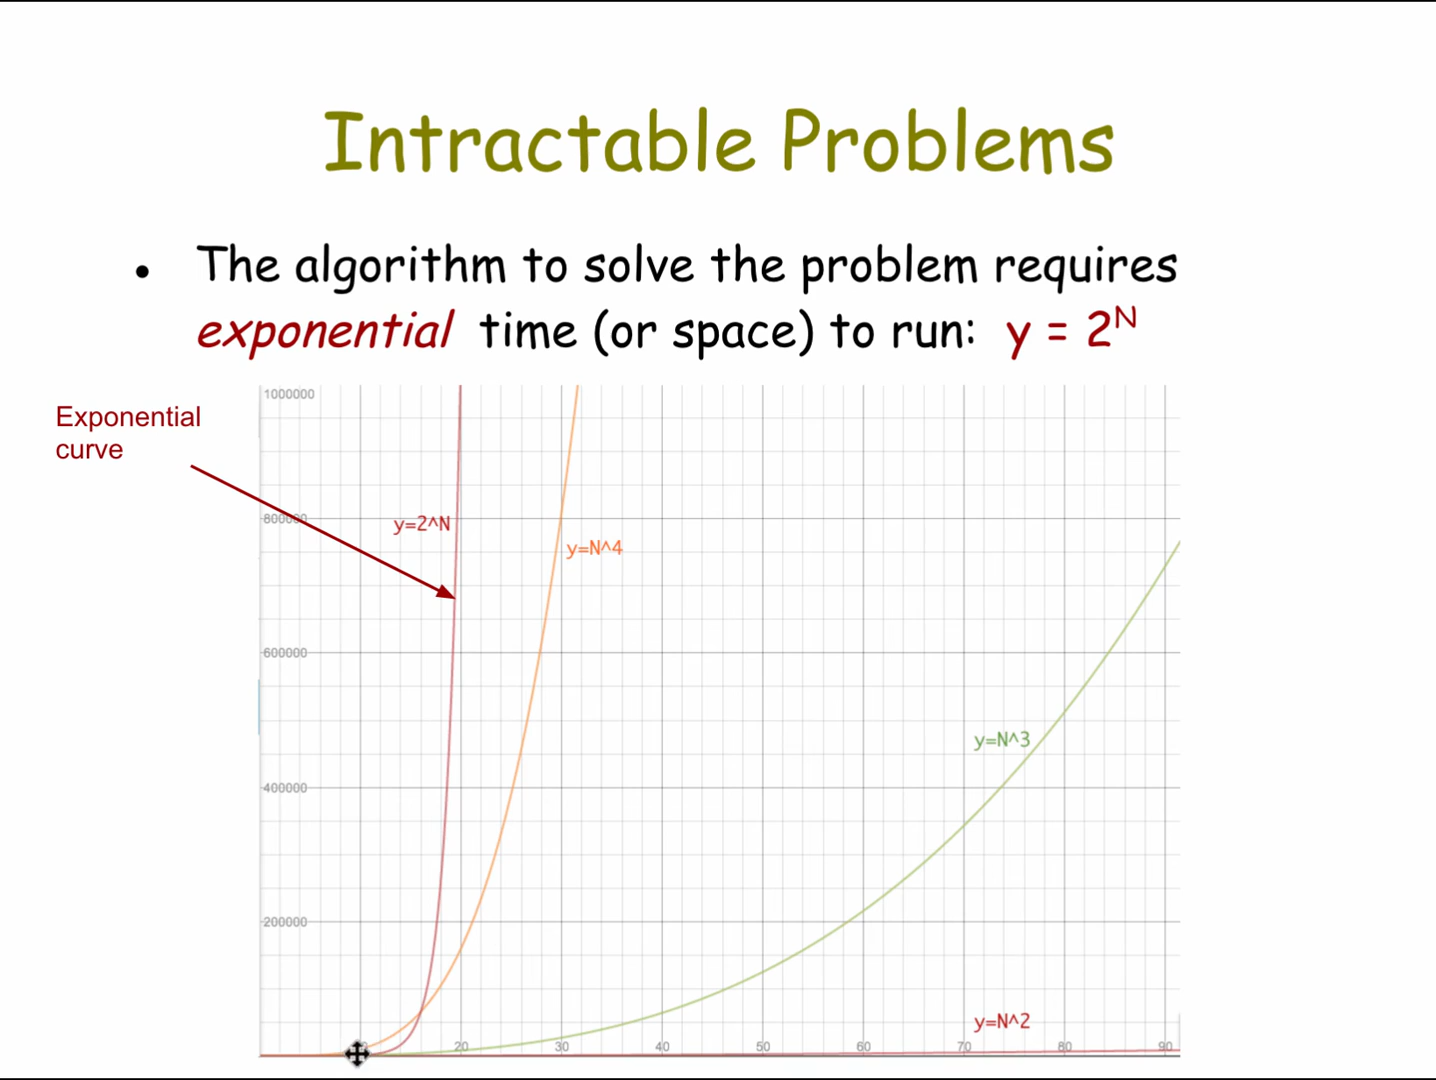 Intractable Problems
• The algorithm to solve the problem requires
exponential time (or space) to run: y = 2^N
Exponential
curve
1000000
800000
y=2^N
y=N^4
600000
y=N^3
400000
200000
y=N^2
20 30 40 50 60 70 80 90